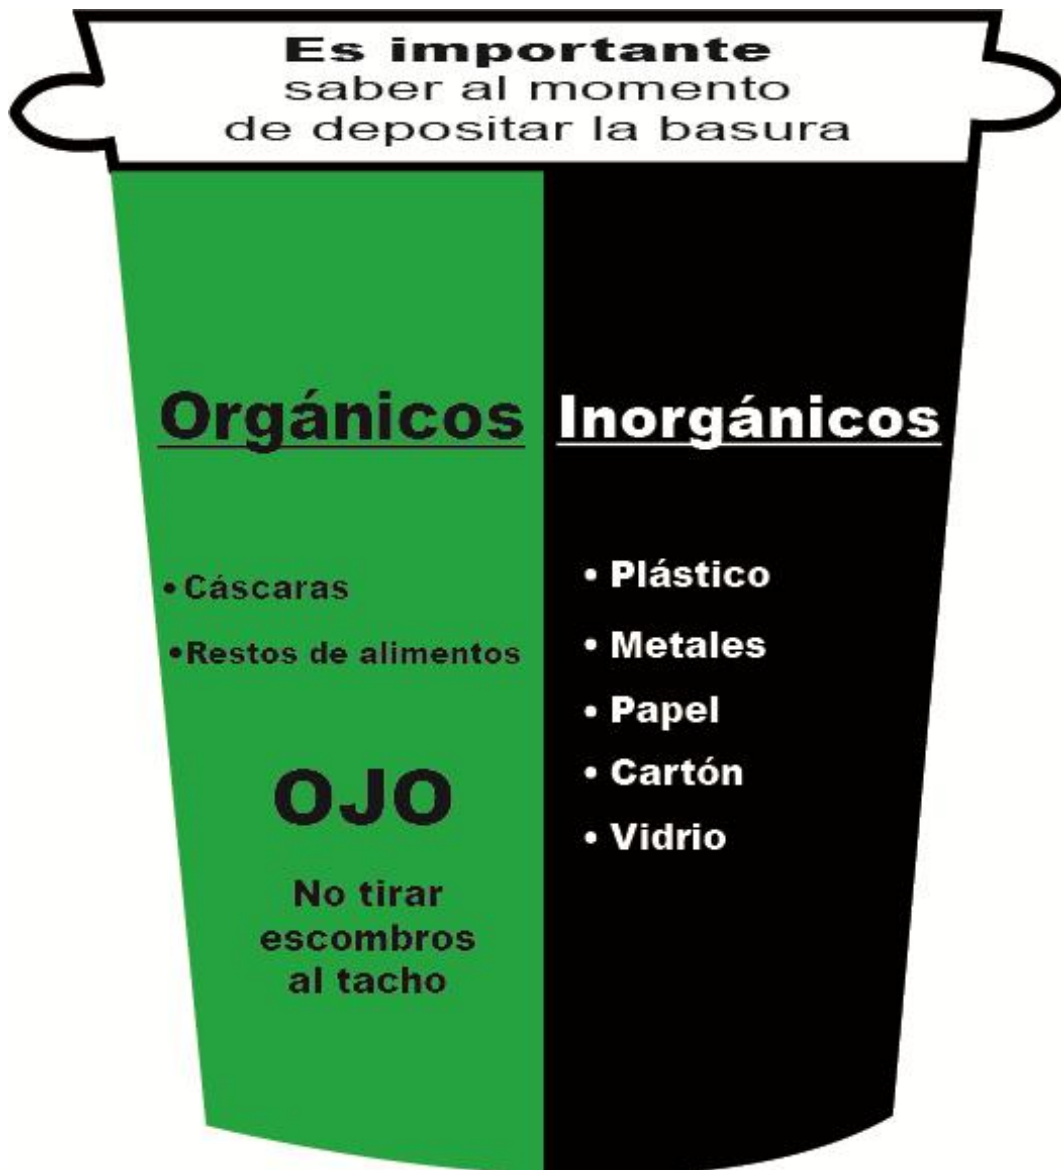 Es importante
saber al momento
de depositar la basura
Orgánicos
• Cáscaras
• Restos de alimentos
OJO
No tirar
escombros
al tacho
Inorgánicos
• Plástico
• Metales
• Papel
• Cartón
• Vidrio